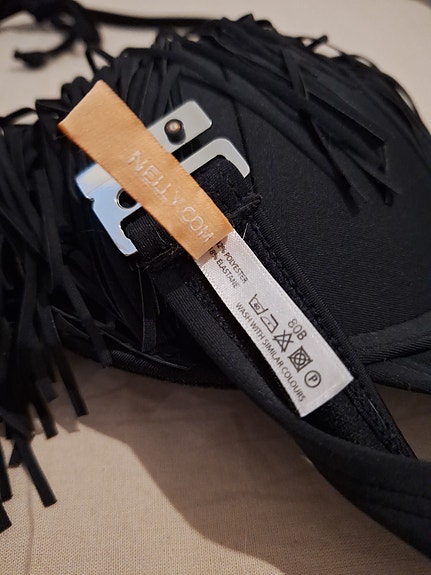 NELLY.COM
% POLYESTER
% ELASTANE
80B
P
WASH WITH SIMILAR COLOURS